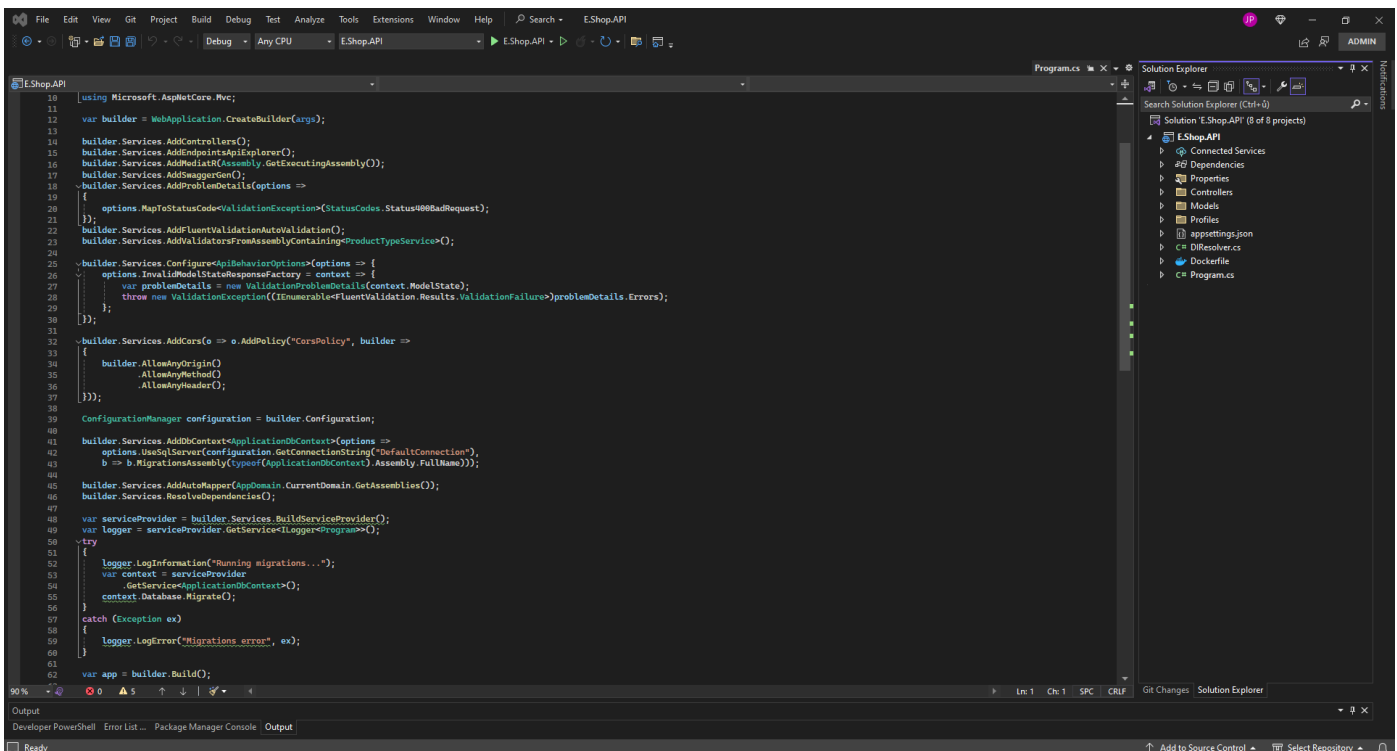 File Edit View Git Project Build Debug Test Analyze Tools Extensions Window Help Search E.Shop.API JP
Debug Any CPU E.Shop.API E.Shop.API ADMIN
Program.cs
E.Shop.API
10 using Microsoft.AspNetCore.Mvc;
11
12 var builder = WebApplication.CreateBuilder(args);
13
14 builder.Services.AddControllers();
15 builder.Services.AddEndpointsApiExplorer();
16 builder.Services.AddMediatR(Assembly.GetExecutingAssembly());
17 builder.Services.AddSwaggerGen();
18 builder.Services.AddProblemDetails(options =>
19 {
20 options.MapToStatusCode<ValidationException>(StatusCodes.Status400BadRequest);
21 });
22 builder.Services.AddFluentValidationAutoValidation();
23 builder.Services.AddValidatorsFromAssemblyContaining<ProductTypeService>();
24
25 builder.Services.Configure<ApiBehaviorOptions>(options => {
26 options.InvalidModelStateResponseFactory = context => {
27 var problemDetails = new ValidationProblemDetails(context.ModelState);
28 throw new ValidationException((IEnumerable<FluentValidation.Results.ValidationFailure>)problemDetails.Errors);
29 };
30 });
31
32 builder.Services.AddCors(o => o.AddPolicy("CorsPolicy", builder =>
33 {
34 builder.AllowAnyOrigin()
35 .AllowAnyMethod()
36 .AllowAnyHeader();
37 }));
38
39 ConfigurationManager configuration = builder.Configuration;
40
41 builder.Services.AddDbContext<ApplicationDbContext>(options =>
42 options.UseSqlServer(configuration.GetConnectionString("DefaultConnection"),
43 b => b.MigrationsAssembly(typeof(ApplicationDbContext).Assembly.FullName)));
44
45 builder.Services.AddAutoMapper(AppDomain.CurrentDomain.GetAssemblies());
46 builder.Services.ResolveDependencies();
47
48 var serviceProvider = builder.Services.BuildServiceProvider();
49 var logger = serviceProvider.GetService<ILogger<Program>>();
50 try
51 {
52 logger.LogInformation("Running migrations...");
53 var context = serviceProvider
54 .GetService<ApplicationDbContext>();
55 context.Database.Migrate();
56 }
57 catch (Exception ex)
58 {
59 logger.LogError("Migrations error", ex);
60 }
61
62 var app = builder.Build();
90 % 0 5 Ln: 1 Ch: 1 SPC CRLF
Solution Explorer
Search Solution Explorer (Ctrl+ů)
Solution 'E.Shop.API' (8 of 8 projects)
E.Shop.API
Connected Services
Dependencies
Properties
Controllers
Models
Profiles
appsettings.json
C# DIResolver.cs
Dockerfile
C# Program.cs
Git Changes Solution Explorer
Notifications
Output
Developer PowerShell Error List ... Package Manager Console Output
Ready Add to Source Control Select Repository